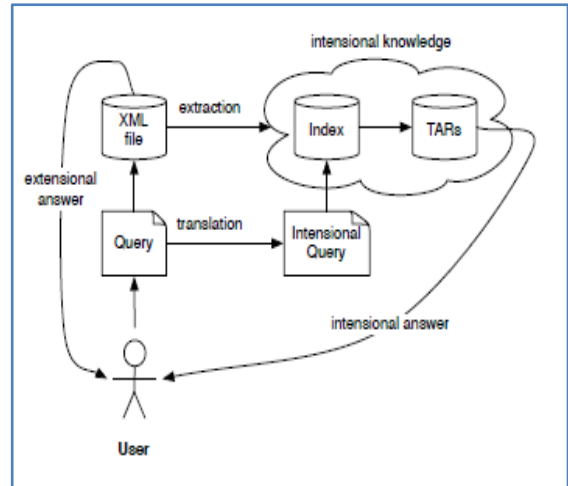 intensional knowledge
XML
file
extraction
Index
TARs
extensional
answer
Query
translation
Intensional
Query
intensional answer
User